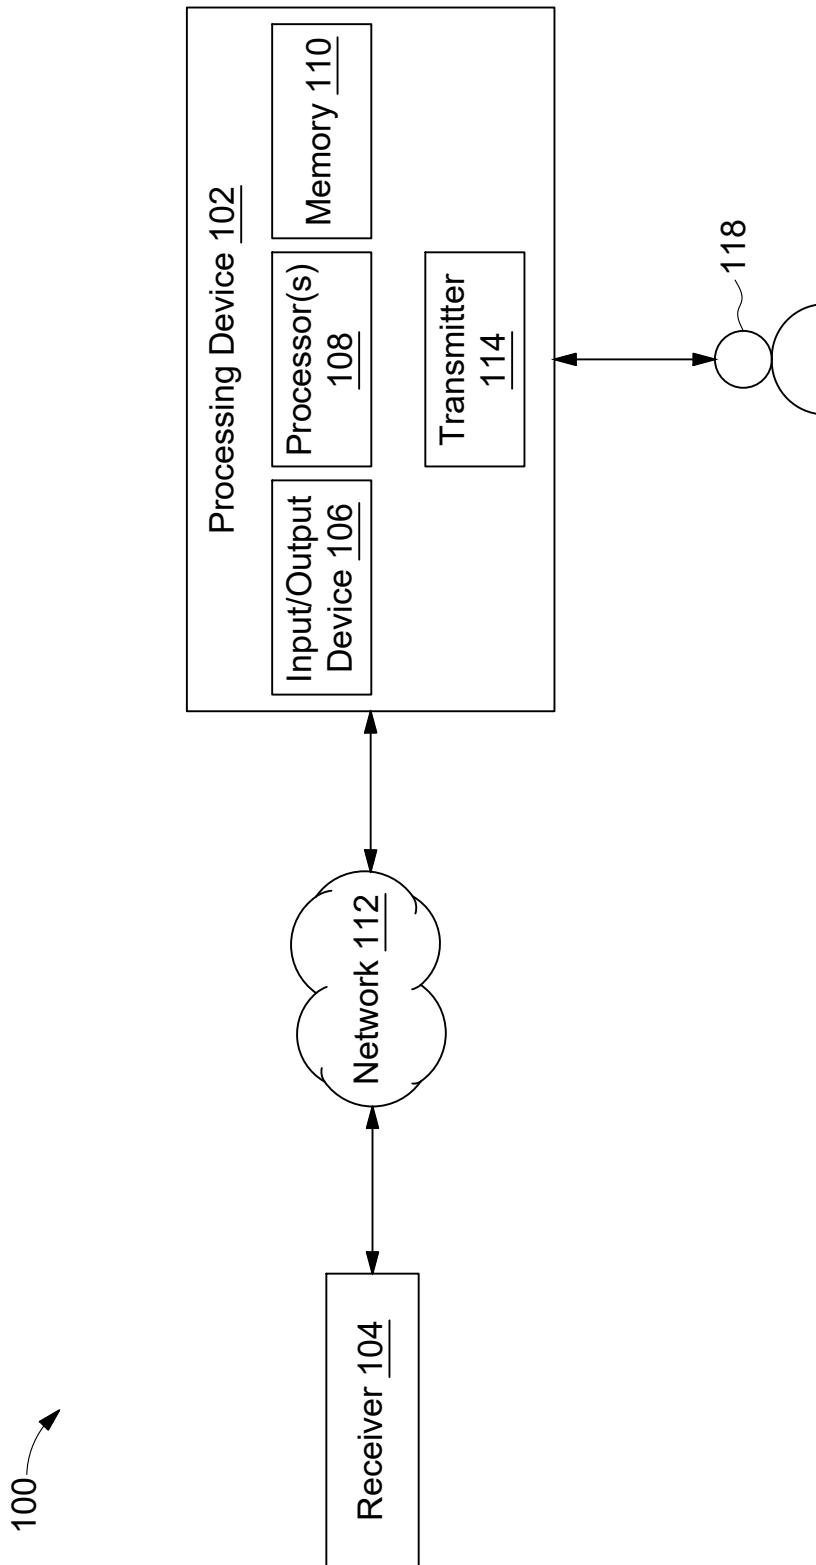 100
Receiver 104
Network 112
Processing Device 102
Input/Output
Device 106
Processor(s)
108
Memory 110
Transmitter
114
118